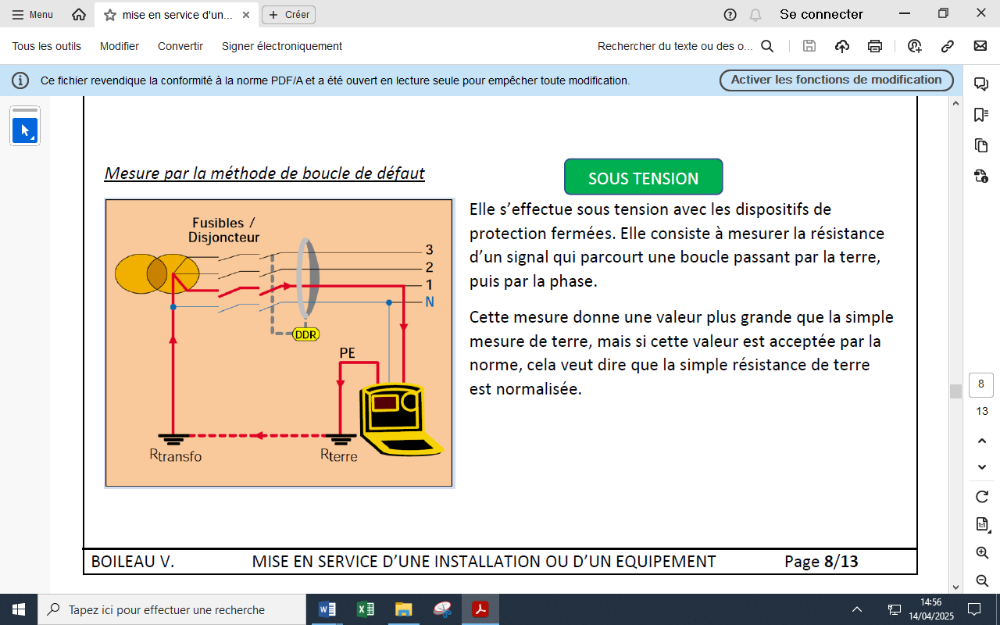 Menu
mise en service d'un...
Créer
Se connecter
Tous les outils
Modifier
Convertir
Signer électroniquement
Rechercher du texte ou des o...
Ce fichier revendique la conformité à la norme PDF/A et a été ouvert en lecture seule pour empêcher toute modification.
Activer les fonctions de modification
Mesure par la méthode de boucle de défaut
SOUS TENSION
Fusibles /
Disjoncteur
3
2
1
N
DDR
PE
Rtransfo
Rterre
Elle s’effectue sous tension avec les dispositifs de
protection fermées. Elle consiste à mesurer la résistance
d’un signal qui parcourt une boucle passant par la terre,
puis par la phase.
Cette mesure donne une valeur plus grande que la simple
mesure de terre, mais si cette valeur est acceptée par la
norme, cela veut dire que la simple résistance de terre
est normalisée.
BOILEAU V.
MISE EN SERVICE D’UNE INSTALLATION OU D’UN EQUIPEMENT
Page 8/13
8
13
1:1
Tapez ici pour effectuer une recherche
14:56
14/04/2025